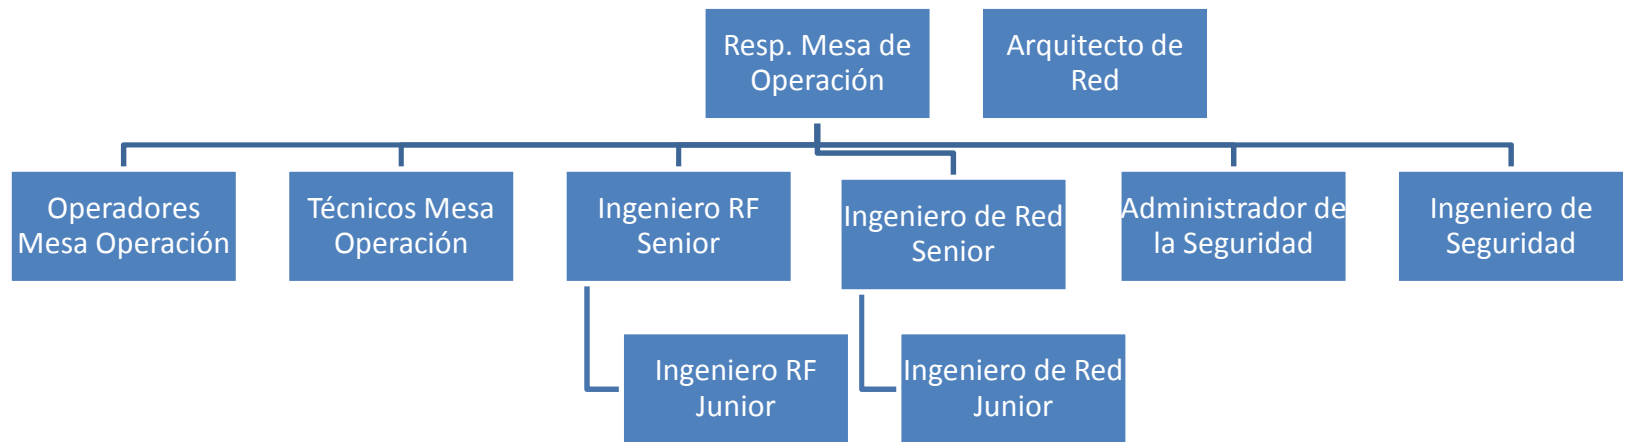 Resp. Mesa de
Operación
Arquitecto de
Red
Operadores
Mesa Operación
Técnicos Mesa
Operación
Ingeniero RF
Senior
Ingeniero de Red
Senior
Administrador de
la Seguridad
Ingeniero de
Seguridad
Ingeniero RF
Junior
Ingeniero de Red
Junior